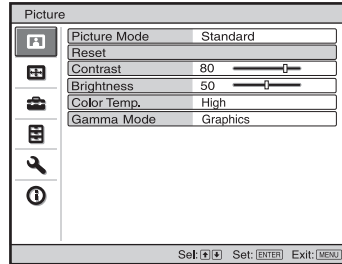 Picture
Picture Mode Standard
Reset
Contrast 80
Brightness 50
Color Temp. High
Gamma Mode Graphics
Sel: Set: ENTER Exit: MENU